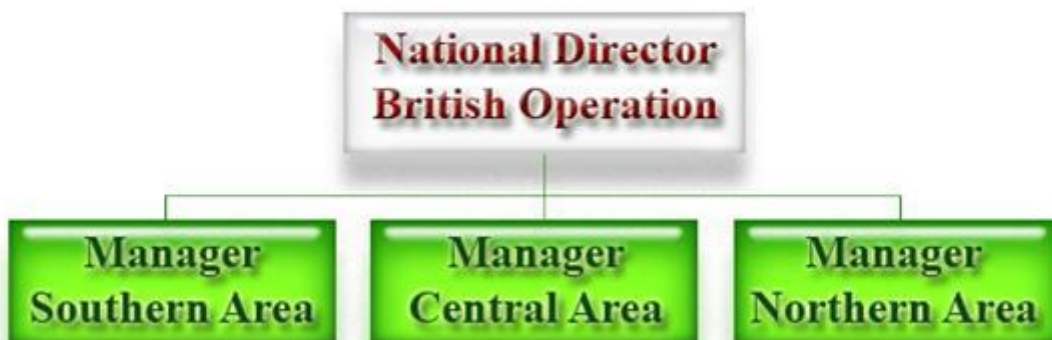 National Director
British Operation
Manager
Southern Area
Manager
Central Area
Manager
Northern Area